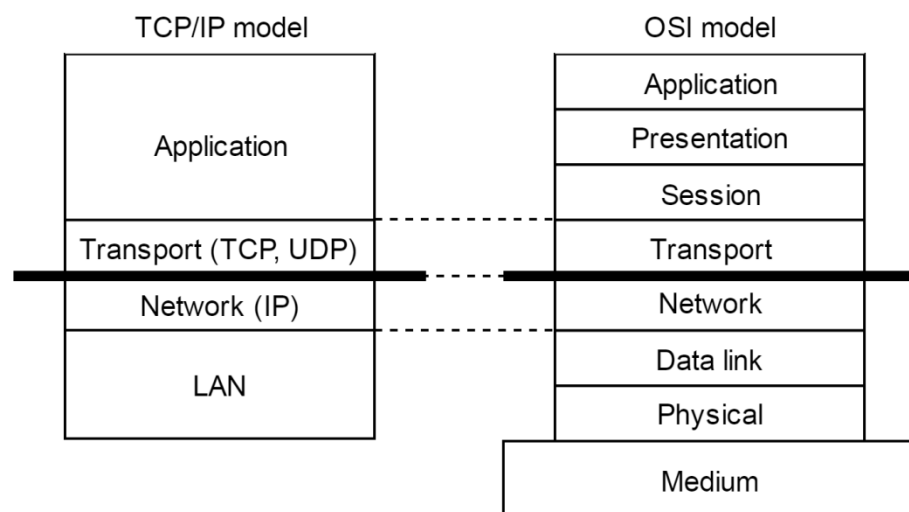 TCP/IP model
Application
Transport (TCP, UDP)
Network (IP)
LAN
OSI model
Application
Presentation
Session
Transport
Network
Data link
Physical
Medium